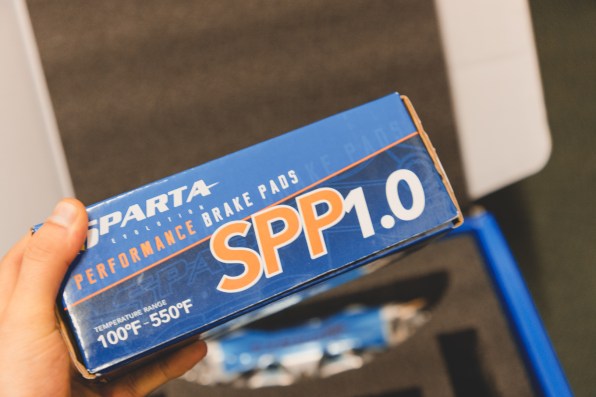 SPARTA
EVOLUTION
PERFORMANCE BRAKE PADS
SPP1.0
TEMPERATURE RANGE
100°F-550°F